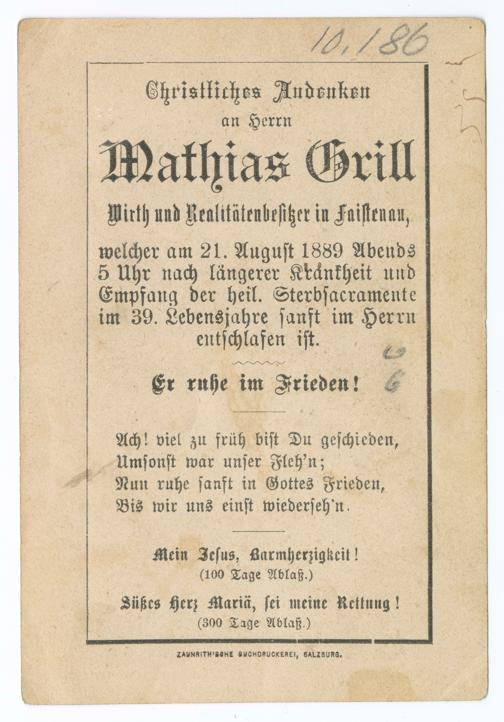 10.186
Christliches Andenken
an Herrn
Mathias Grill
Wirth und Realitätenbesitzer in Faistenau,
welcher am 21. August 1889 Abends
5 Uhr nach längerer Krankheit und
Empfang der heil. Sterbsacramente
im 39. Lebensjahre sanft im Herrn
entschlafen ist.
Er ruhe im Frieden!
Ach! viel zu früh bist Du geschieden,
Umsonst war unser Fleh'n;
Nun ruhe sanft in Gottes Frieden,
Bis wir uns einst wiederseh'n.
Mein Jesus, Barmherzigkeit!
(100 Tage Ablaß.)
Süßes Herz Mariä, sei meine Rettung!
(300 Tage Ablaß.)
ZAUNRITH'SCHE BUCHDRUCKEREI, SALZBURG.